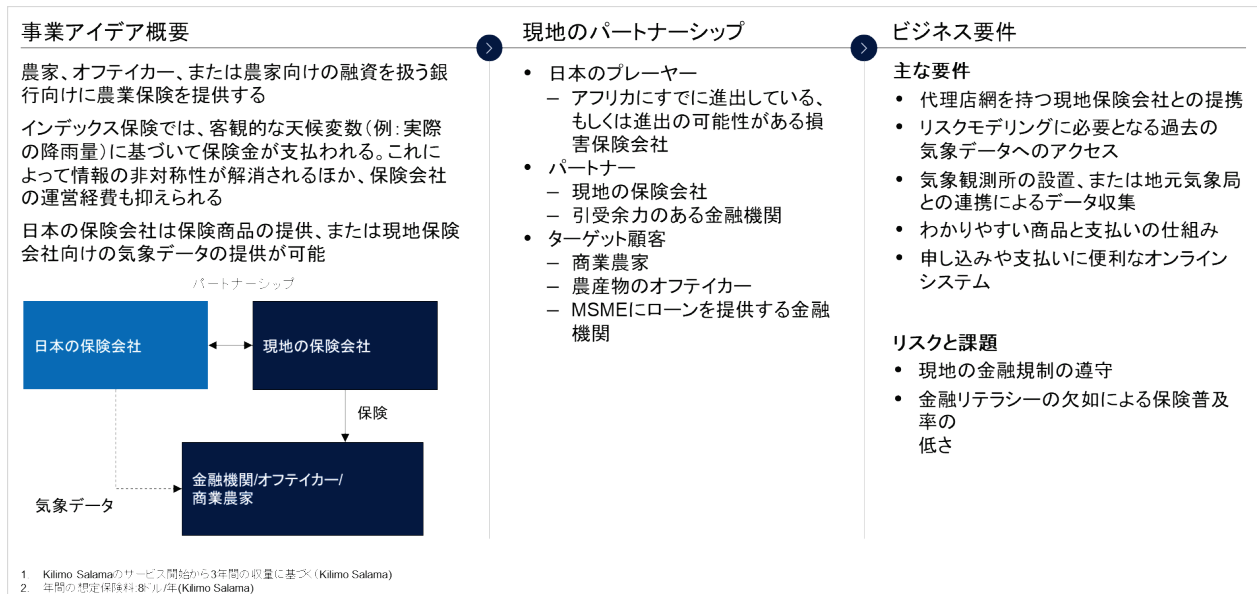 事業アイデア概要
農家、オフテイカー、または農家向けの融資を扱う銀
行向けに農業保険を提供する
インデックス保険では、客観的な天候変数（例：実際
の降雨量）に基づいて保険金が支払われる。これに
よって情報の非対称性が解消されるほか、保険会社
の運営経費も抑えられる
日本の保険会社は保険商品の提供、または現地保険
会社向けの気象データの提供が可能
パートナーシップ
日本の保険会社
現地の保険会社
保険
金融機関/オフテイカー/
商業農家
気象データ
現地のパートナーシップ
• 日本のプレーヤー
– アフリカにすでに進出している、
もしくは進出の可能性がある損
害保険会社
• パートナー
– 現地の保険会社
– 引受余力のある金融機関
• ターゲット顧客
– 商業農家
– 農産物のオフテイカー
– MSMEにローンを提供する金融
機関
ビジネス要件
主な要件
• 代理店網を持つ現地保険会社との提携
• リスクモデリングに必要となる過去の
気象データへのアクセス
• 気象観測所の設置、または地元気象局
との連携によるデータ収集
• わかりやすい商品と支払いの仕組み
• 申し込みや支払いに便利なオンライン
システム
リスクと課題
• 現地の金融規制の遵守
• 金融リテラシーの欠如による保険普及
率の
低さ
1. Kilimo Salamaのサービス開始から3年間の収量に基づく（Kilimo Salama)
2. 年間の想定保険料:8ドル/年(Kilimo Salama)